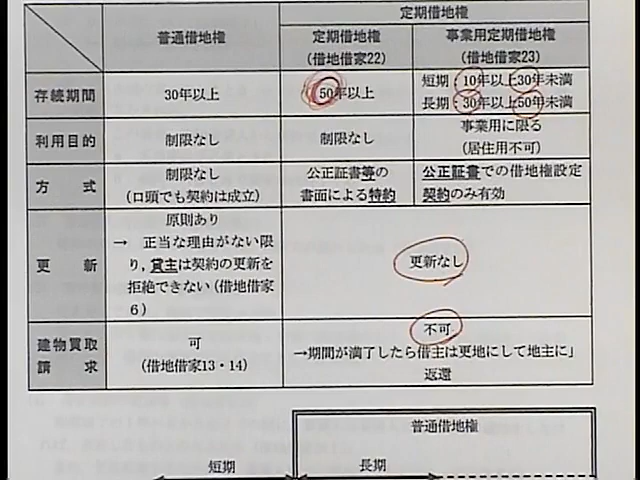 定期借地権
普通借地権
定期借地権
(借地借家22)
事業用定期借地権
(借地借家23)
存続期間
30年以上
50年以上
短期：10年以上30年未満
長期：30年以上50年未満
利用目的
制限なし
制限なし
事業用に限る
(居住用不可)
方式
制限なし
(口頭でも契約は成立)
公正証書等の
書面による特約
公正証書での借地権設定
契約のみ有効
更新
原則あり
→ 正当な理由がない限
り，貸主は契約の更新を
拒絶できない(借地借家
6)
更新なし
建物買取
請求
可
(借地借家13・14)
不可
→期間が満了したら借主は更地にして地主に」
返還
普通借地権
短期
長期